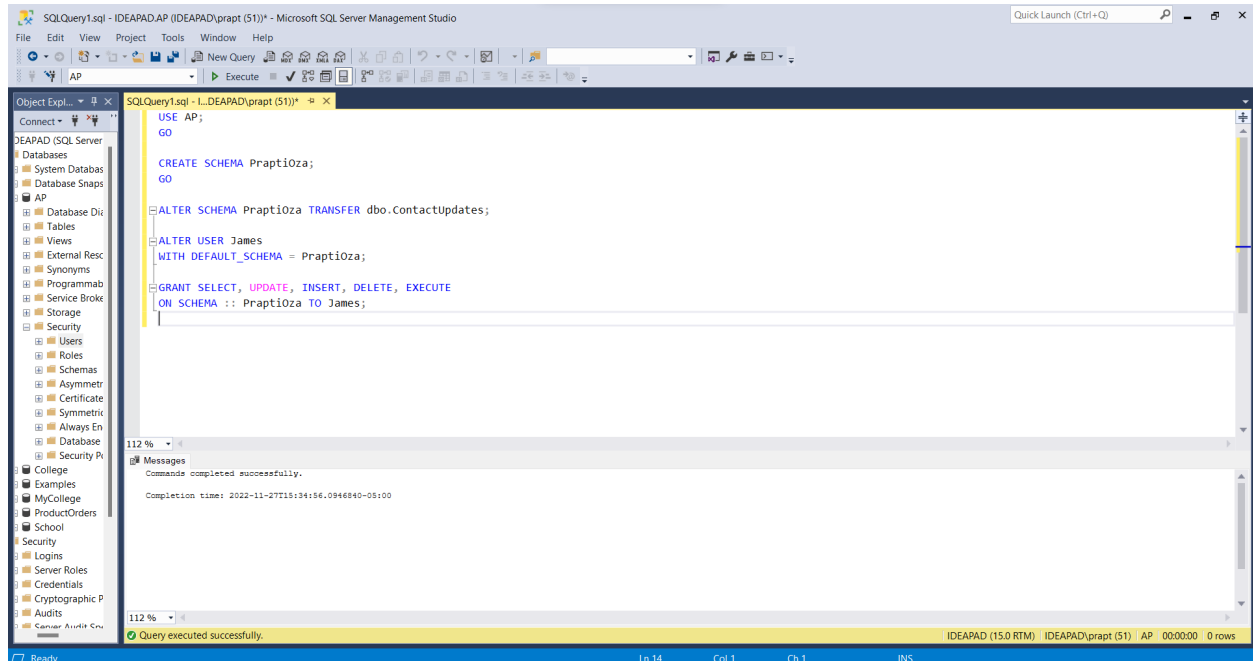 SQLQuery1.sql - IDEAPAD.AP (IDEAPAD\prapt (51))* - Microsoft SQL Server Management Studio
Quick Launch (Ctrl+Q)
File Edit View Project Tools Window Help
New Query MDX DMX XMLA DAX
AP Execute
Object Expl...
SQLQuery1.sql - I...DEAPAD\prapt (51))*
Connect
DEAPAD (SQL Server
Databases
System Databas
Database Snaps
AP
Database Dia
Tables
Views
External Resc
Synonyms
Programmab
Service Broke
Storage
Security
Users
Roles
Schemas
Asymmetr
Certificate
Symmetric
Always En
Database
Security Po
College
Examples
MyCollege
ProductOrders
School
Security
Logins
Server Roles
Credentials
Cryptographic P
Audits
Server Audit Spe
USE AP;
GO
CREATE SCHEMA PraptiOza;
GO
ALTER SCHEMA PraptiOza TRANSFER dbo.ContactUpdates;
ALTER USER James
WITH DEFAULT_SCHEMA = PraptiOza;
GRANT SELECT, UPDATE, INSERT, DELETE, EXECUTE
ON SCHEMA :: PraptiOza TO James;
112 %
Messages
Commands completed successfully.
Completion time: 2022-11-27T15:34:56.0946840-05:00
112 %
Query executed successfully.
IDEAPAD (15.0 RTM) IDEAPAD\prapt (51) AP 00:00:00 0 rows
Ready Ln 14 Col 1 Ch 1 INS